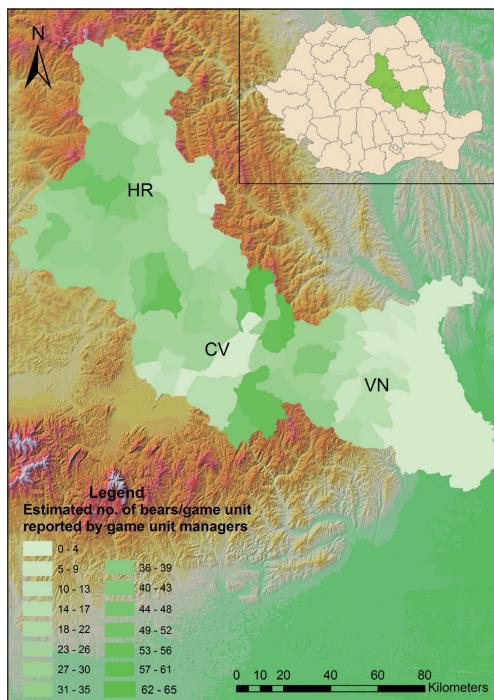 N
HR
CV
VN
Legend
Estimated no. of bears/game unit
reported by game unit managers
0 - 4
5 - 9
10 - 13
14 - 17
18 - 22
23 - 26
27 - 30
31 - 35
36 - 39
40 - 43
44 - 48
49 - 52
53 - 56
57 - 61
62 - 65
0 10 20 40 60 80
Kilometers